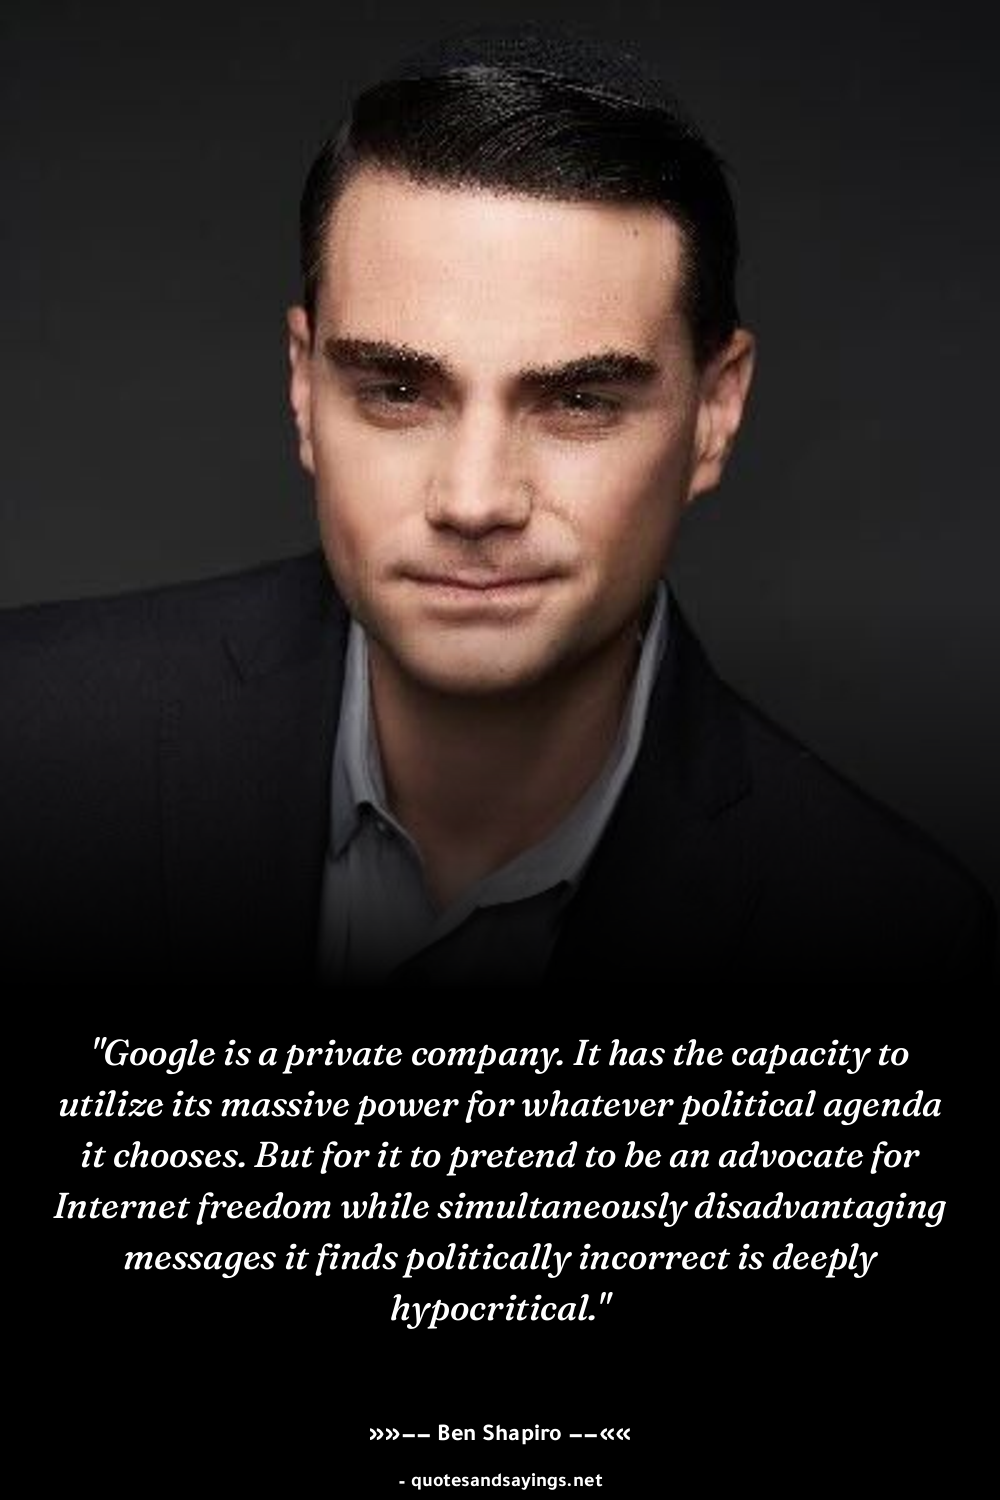 "Google is a private company. It has the capacity to
utilize its massive power for whatever political agenda
it chooses. But for it to pretend to be an advocate for
Internet freedom while simultaneously disadvantaging
messages it finds politically incorrect is deeply
hypocritical."
»»–– Ben Shapiro ––««
- quotesandsayings.net